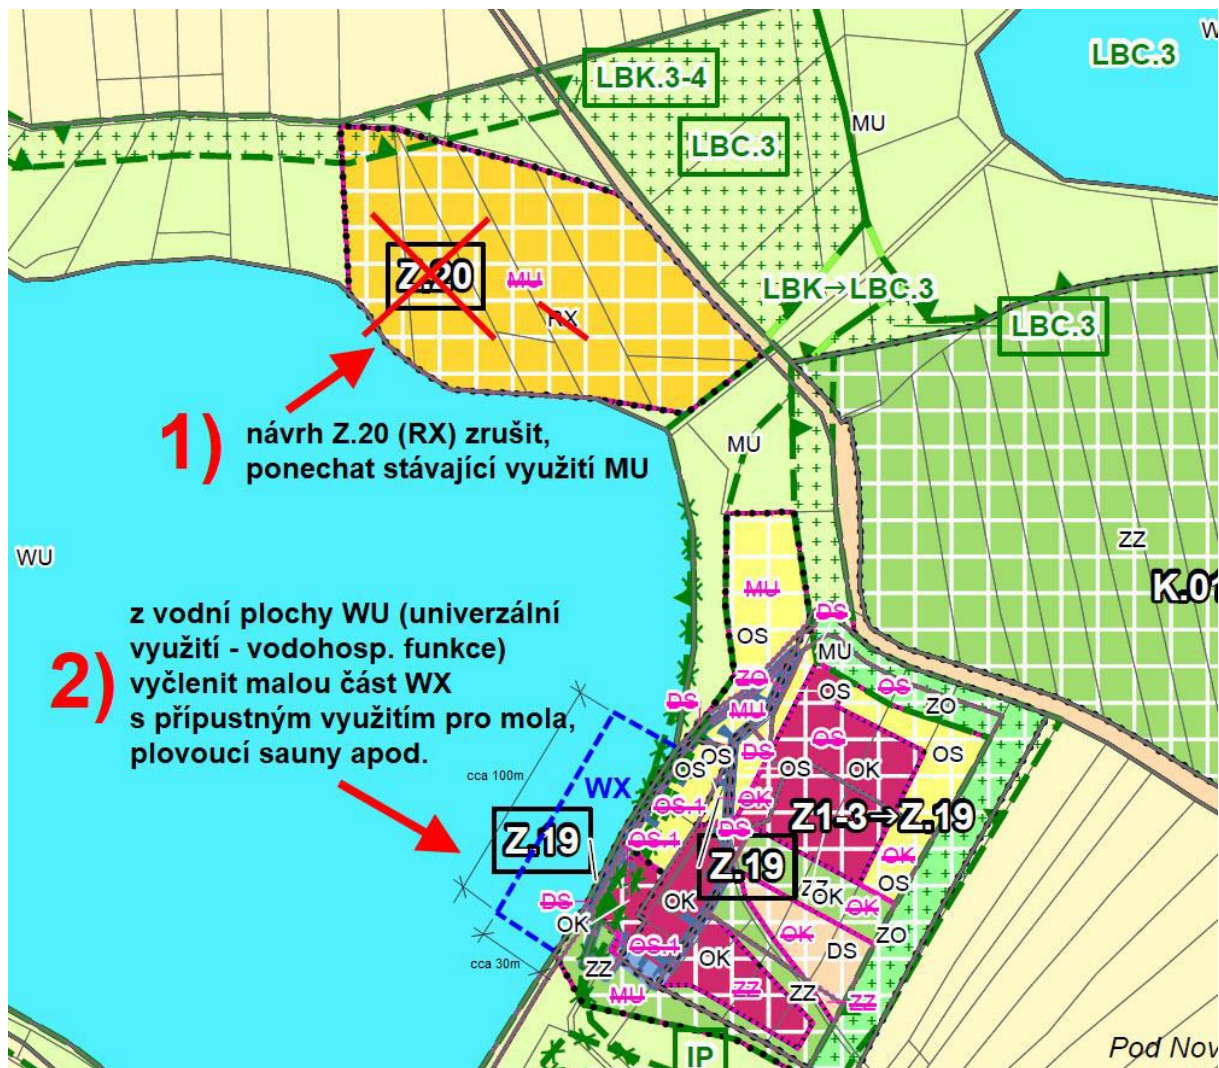 W
LBC.3
LBK.3-4
MU
LBC.3
Z.20
MU
RX
LBK→LBC.3
LBC.3
1)
návrh Z.20 (RX) zrušit,
ponechat stávající využití MU
MU
WU
ZZ
K.01
MU
OS
DS
MU
2)
z vodní plochy WU (univerzální
využití - vodohosp. funkce)
vyčlenit malou část WX
s přípustným využitím pro mola,
plovoucí sauny apod.
ZO
OS
DS
ZO
DS
MU
OS
OS
DS
OS
OS
OS
OK
cca 100m
WX
OS.1
OK
Z1-3→Z.19
DS
OS.1
Z.19
Z.19
OK
OS
ZZ
OK
OK
DS
OK
OK
OK
ZO
OS.1
OK
DS
cca 30m
ZZ
MU
ZZ
ZZ
ZZ
IP
Pod Nov